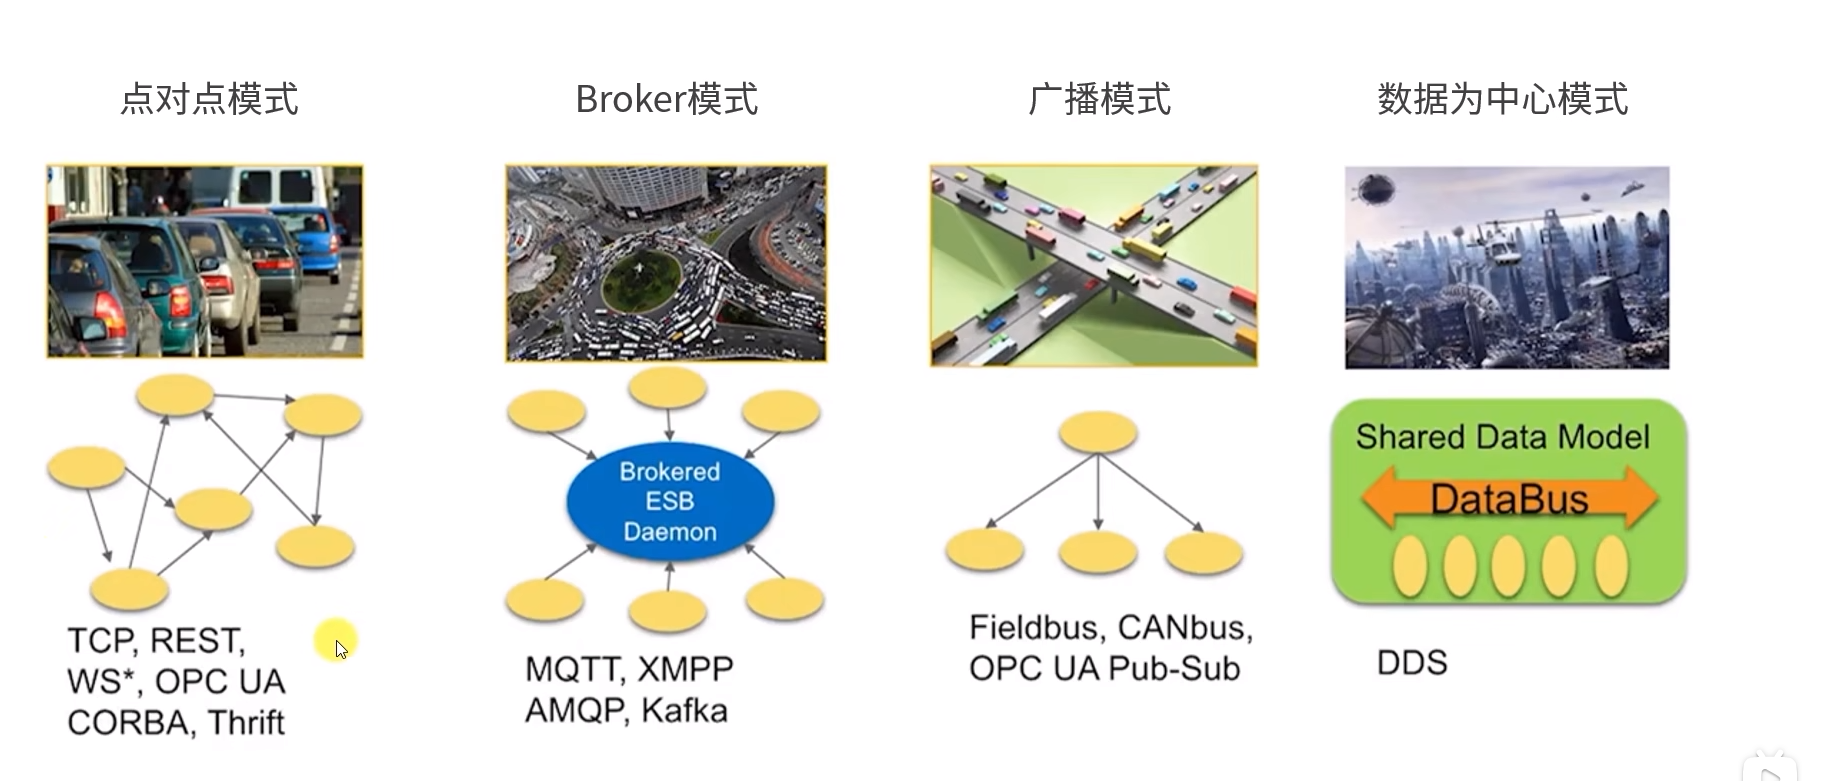 点对点模式
Broker模式
广播模式
数据为中心模式
Brokered
ESB
Daemon
Shared Data Model
DataBus
TCP, REST,
WS*, OPC UA
CORBA, Thrift
MQTT, XMPP
AMQP, Kafka
Fieldbus, CANbus,
OPC UA Pub-Sub
DDS